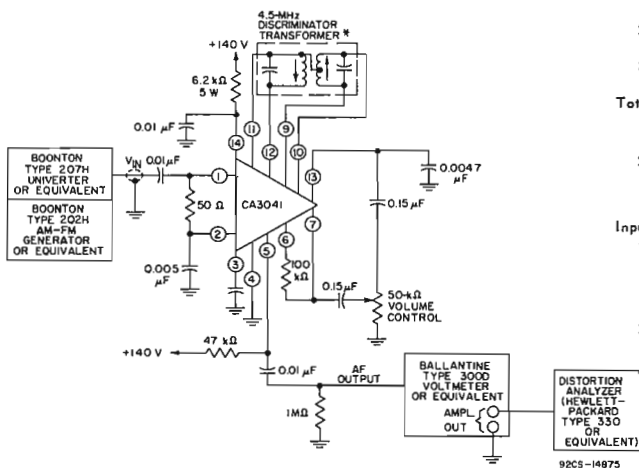 4.5-MHz
DISCRIMINATOR
TRANSFORMER *
+140 V
6.2 kΩ
5 W
0.01 µF
14
11
12
9
10
13
BOONTON
TYPE 207H
UNIVERTER
OR EQUIVALENT
BOONTON
TYPE 202H
AM-FM
GENERATOR
OR EQUIVALENT
VIN
0.01 µF
1
50 Ω
2
0.005
µF
CA3041
3
4
5
6
7
100
kΩ
0.15 µF
0.15 µF
0.0047
µF
50-kΩ
VOLUME
CONTROL
+140 V
47 kΩ
0.01 µF
AF
OUTPUT
1MΩ
BALLANTINE
TYPE 300D
VOLTMETER
OR EQUIVALENT
AMPL
OUT
DISTORTION
ANALYZER
(HEWLETT-
PACKARD
TYPE 330
OR
EQUIVALENT)
92CS-14875
Tot
Input